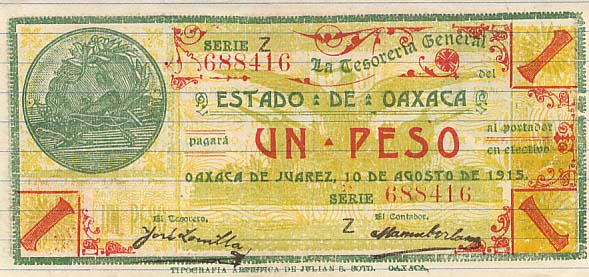 SERIE Z
688416
La Tesorería General
del
ESTADO DE OAXACA
pagará UN PESO al portador
en efectivo
OAXACA DE JUAREZ, 10 DE AGOSTO DE 1915.
SERIE 688416
El Tesorero, Z El Contador,
TIPOGRAFIA DE JULIAN S. SOTO. OAXACA,